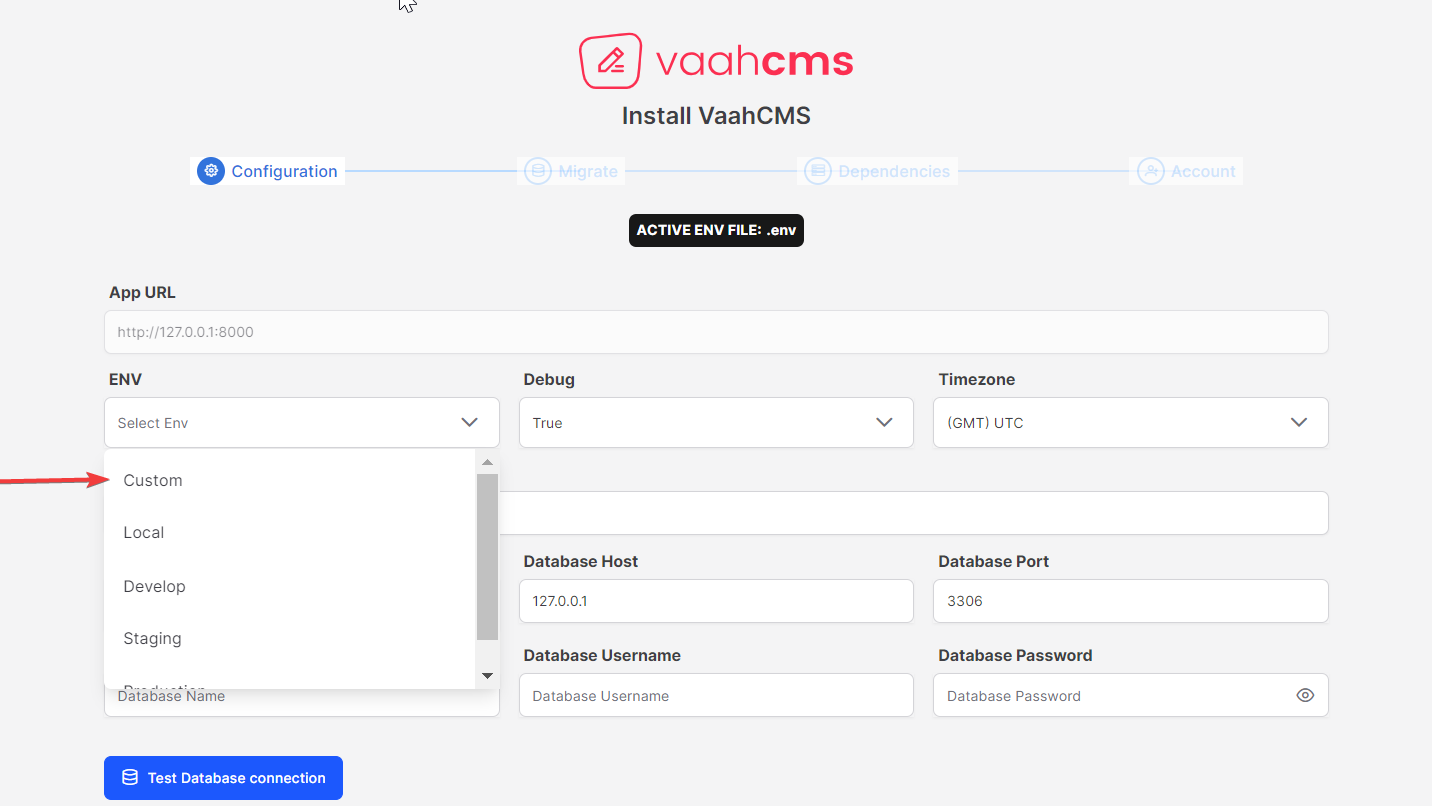 vaahcms
Install VaahCMS
Configuration Migrate Dependencies Account
ACTIVE ENV FILE: .env
App URL
http://127.0.0.1:8000
ENV Debug Timezone
Select Env True (GMT) UTC
Custom
Local
Develop
Staging
Production
Database Host Database Port
127.0.0.1 3306
Database Username Database Password
Database Name Database Username Database Password
Test Database connection